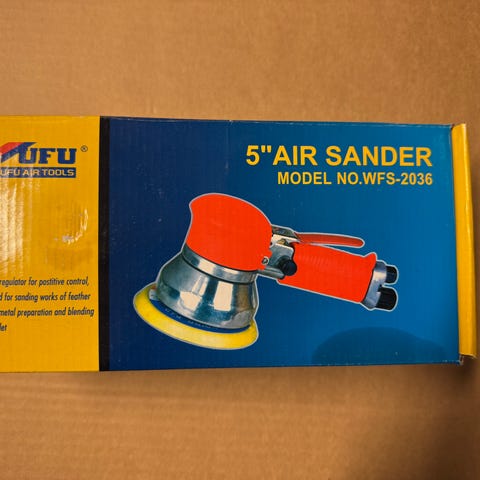 UFU®
UFU AIR TOOLS
5"AIR SANDER
MODEL NO.WFS-2036
regulator for postitive control,
for sanding works of feather
metal preparation and blending